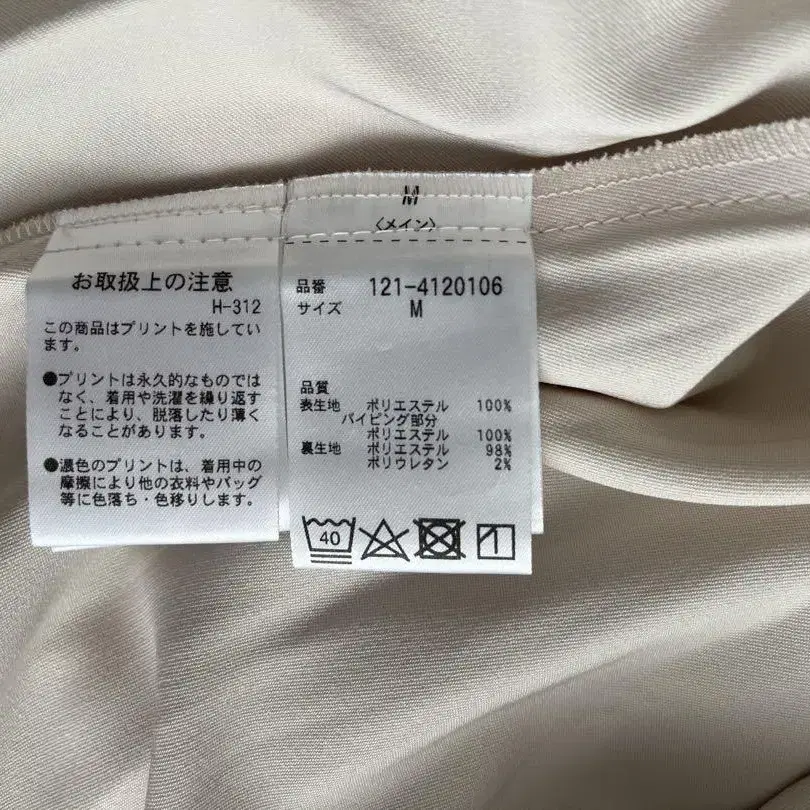 お取扱上の注意
H-312
この商品はプリントを施してい
ます。
●プリントは永久的なものでは
なく、着用や洗濯を繰り返す
ことにより、脱落したり薄く
なることがあります。
●濃色のプリントは、着用中の
摩擦により他の衣料やバッグ
等に色落ち・色移りします。
M
〈メイン〉
品番 121-4120106
サイズ M
品質
表生地 ポリエステル 100%
パイピング部分
ポリエステル 100%
裏生地 ポリエステル 98%
ポリウレタン 2%
40